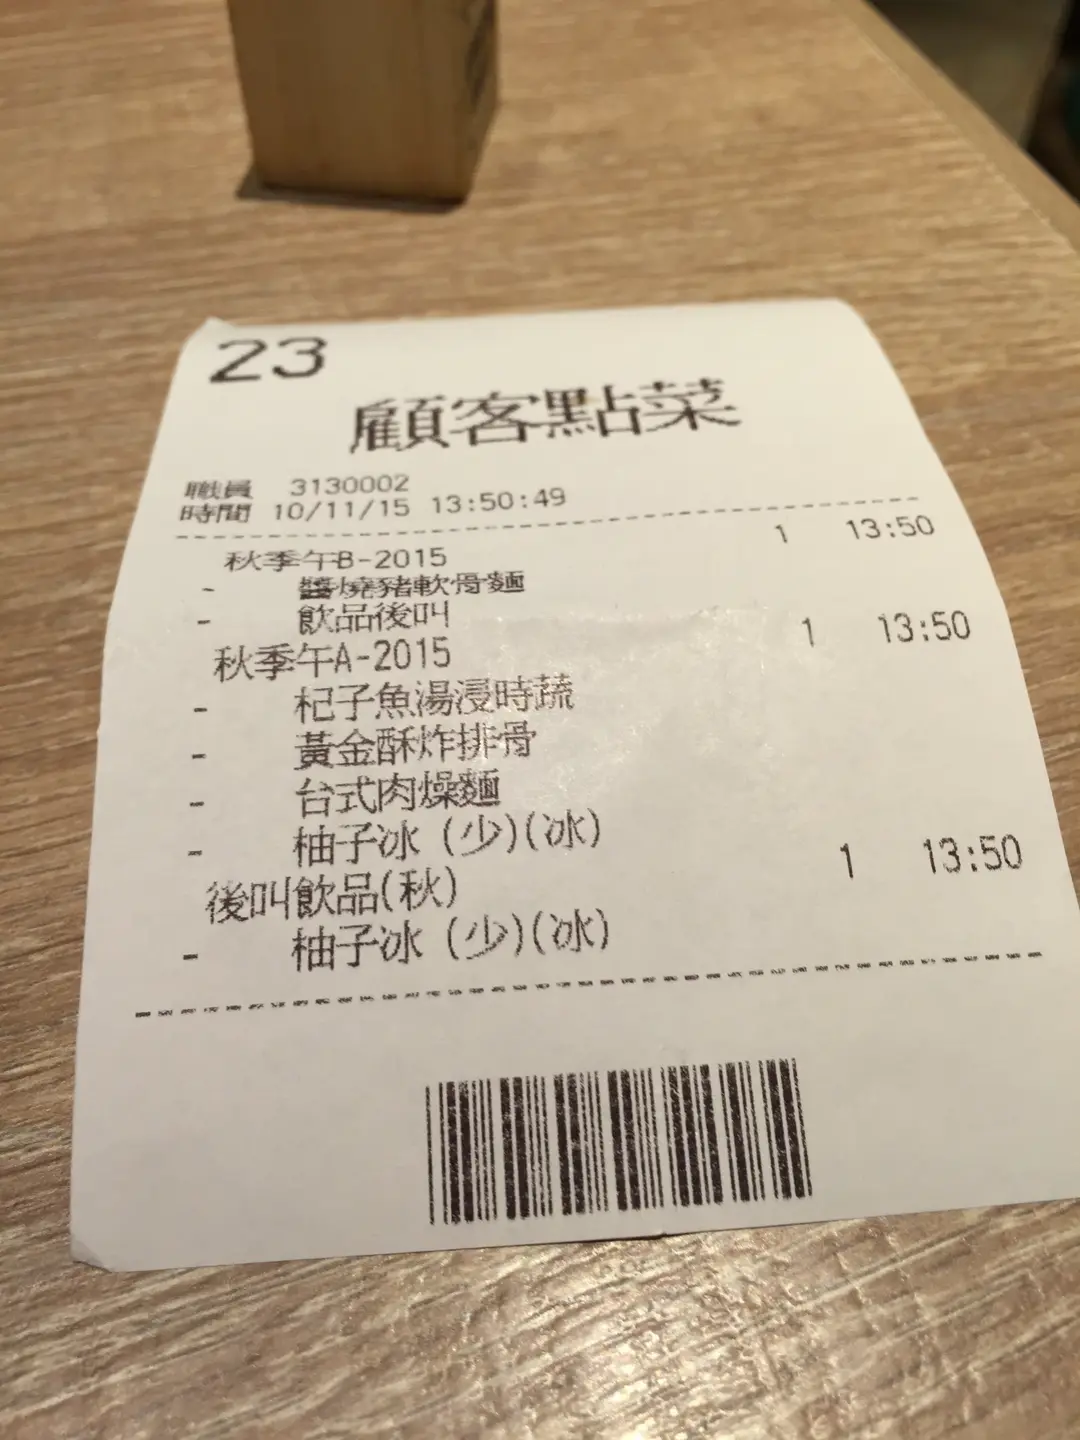 23
顧客點菜
職員 3130002
時間 10/11/15 13:50:49
秋季午B-2015 1 13:50
- 醬燒豬軟骨麵
- 飲品後叫
秋季午A-2015 1 13:50
- 杞子魚湯浸時蔬
- 黃金酥炸排骨
- 台式肉燥麵
- 柚子冰 (少)(冰)
後叫飲品(秋) 1 13:50
- 柚子冰 (少)(冰)